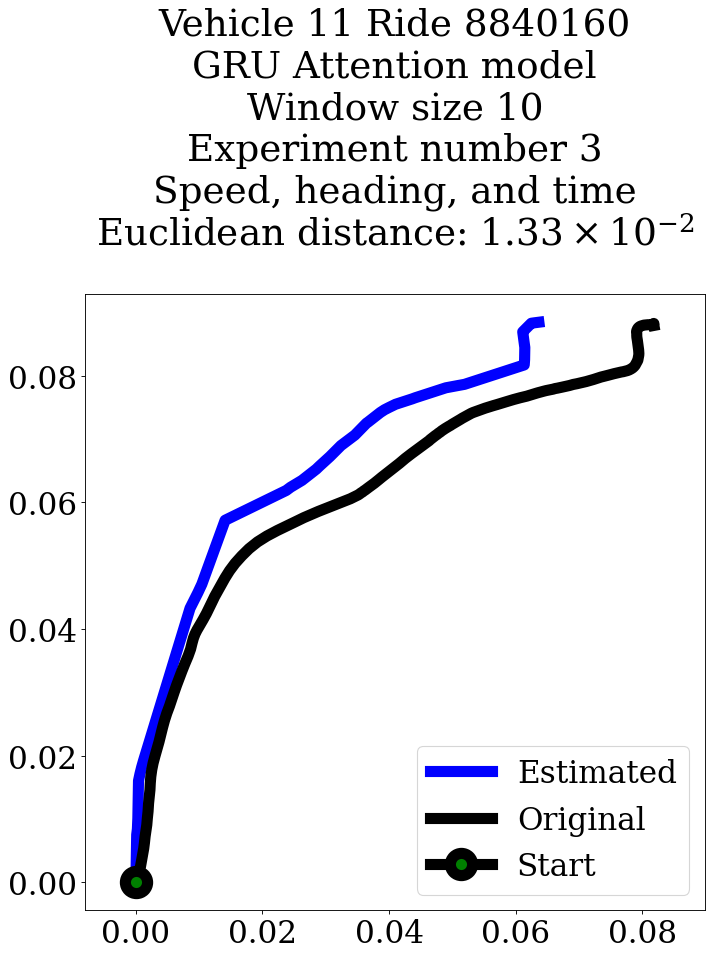 Vehicle 11 Ride 8840160
GRU Attention model
Window size 10
Experiment number 3
Speed, heading, and time
Euclidean distance: 1.33 × 10⁻²
0.08
0.06
0.04
0.02
0.00
Estimated
Original
Start
0.00 0.02 0.04 0.06 0.08